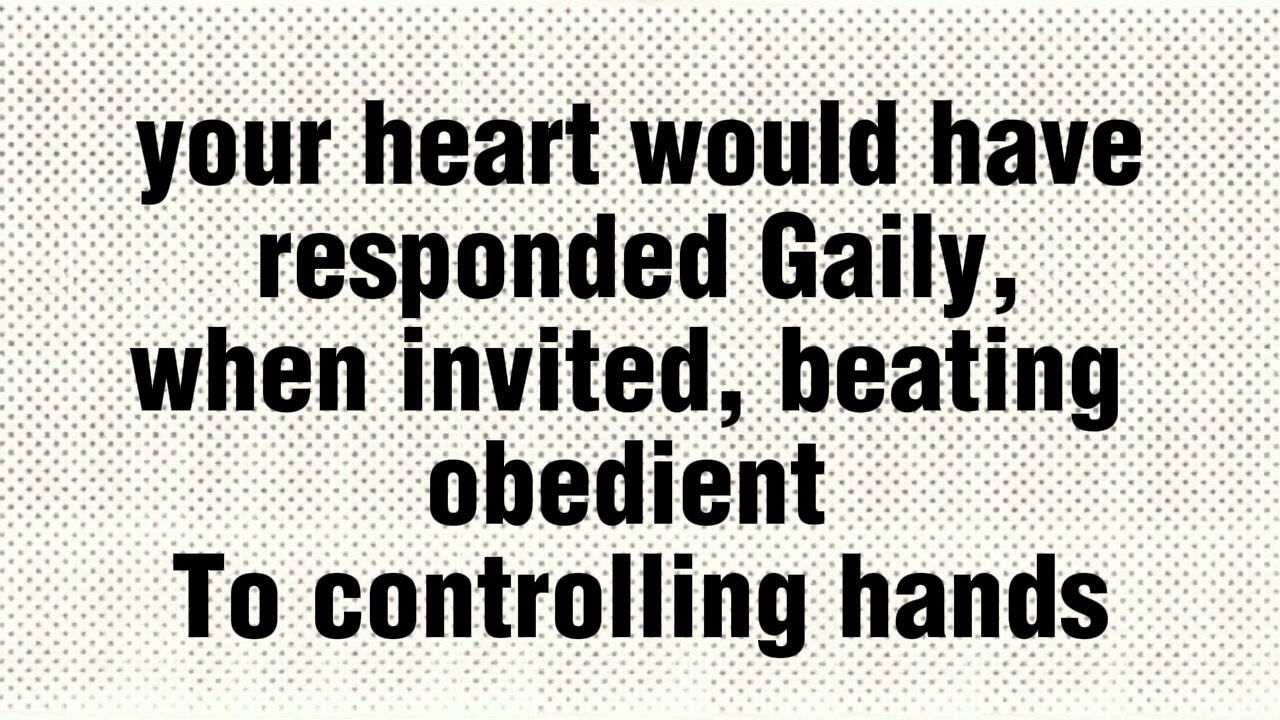 your heart would have
responded Gaily,
when invited, beating
obedient
To controlling hands